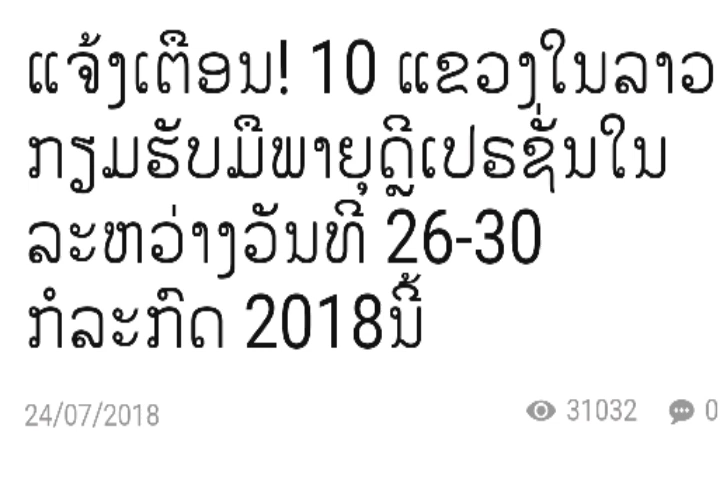 ແຈ້ງເຕືອນ! 10 ແຂວງໃນລາວ
ກຽມຮັບມືພາຍຸດີເປຣຊັ່ນໃນ
ລະຫວ່າງວັນທີ 26-30
ກໍລະກົດ 2018ນີ້
24/07/2018 31032 0